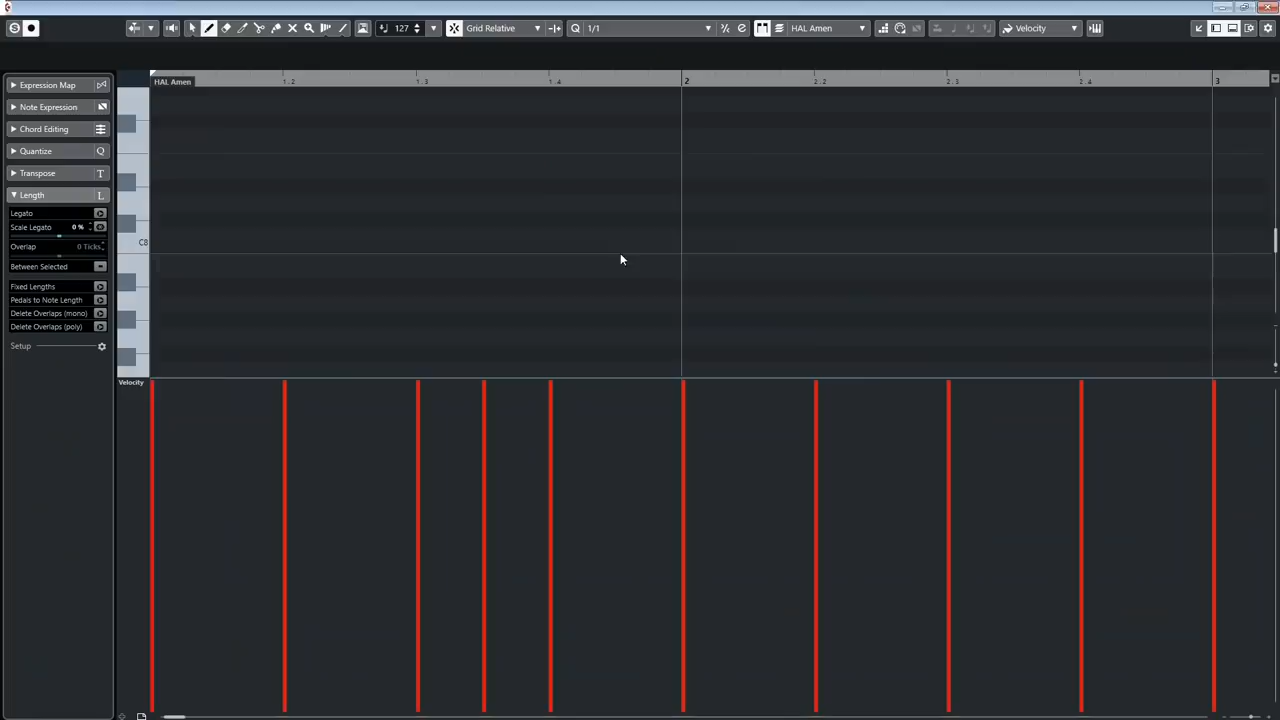 S
127
Grid Relative
Q
1/1
HAL Amen
Velocity
HAL Amen
1. 2
1. 3
1. 4
2
2. 2
2. 3
2. 4
3
Expression Map
Note Expression
Chord Editing
Quantize Q
Transpose T
Length L
Legato
Scale Legato 0 %
Overlap 0 Ticks
Between Selected
Fixed Lengths
Pedals to Note Length
Delete Overlaps (mono)
Delete Overlaps (poly)
Setup
C8
Velocity